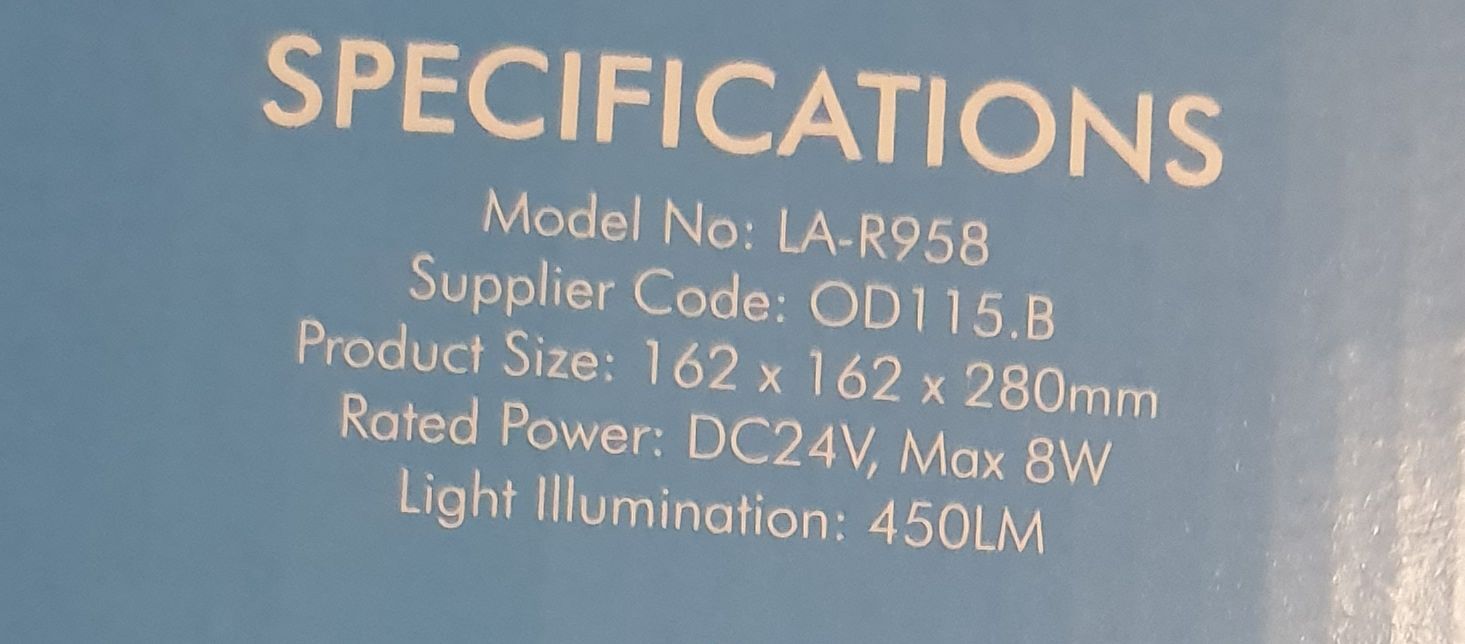 SPECIFICATIONS
Model No: LA-R958
Supplier Code: OD115.B
Product Size: 162 x 162 x 280mm
Rated Power: DC24V, Max 8W
Light Illumination: 450LM